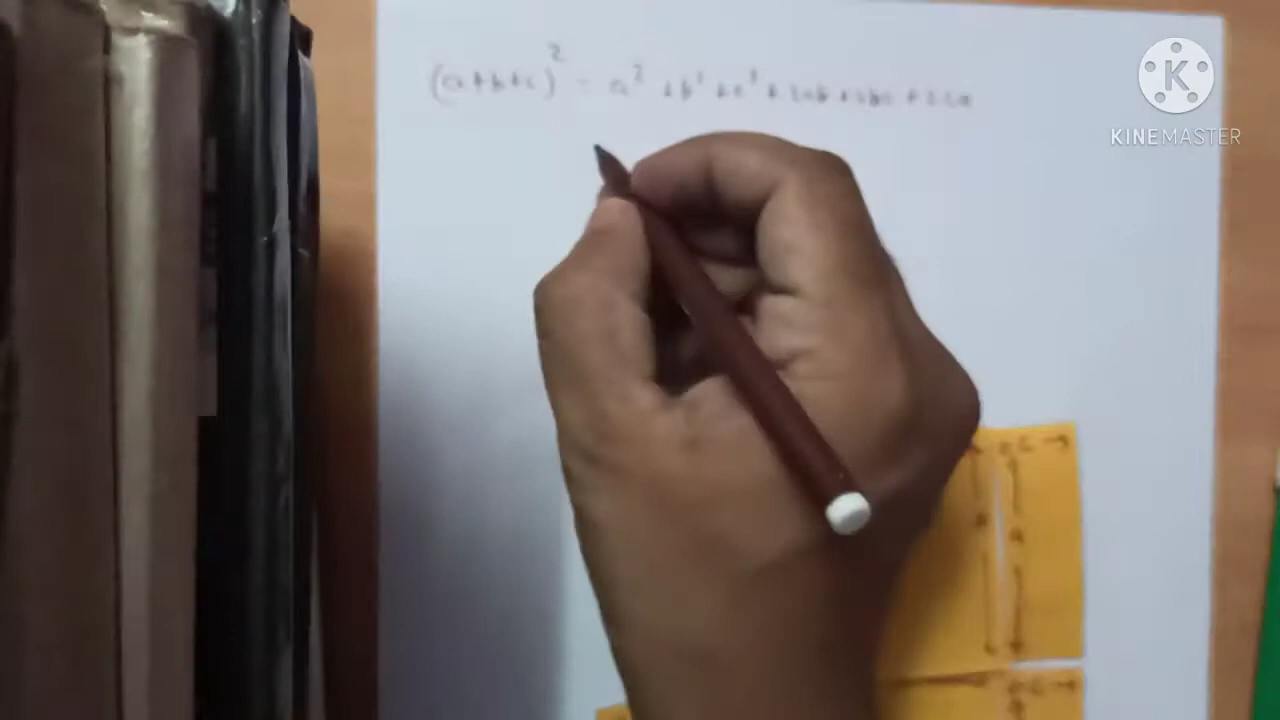 (a+b+c)² = a² + b² + c² + 2ab + 2bc + 2ca
K
KINEMASTER